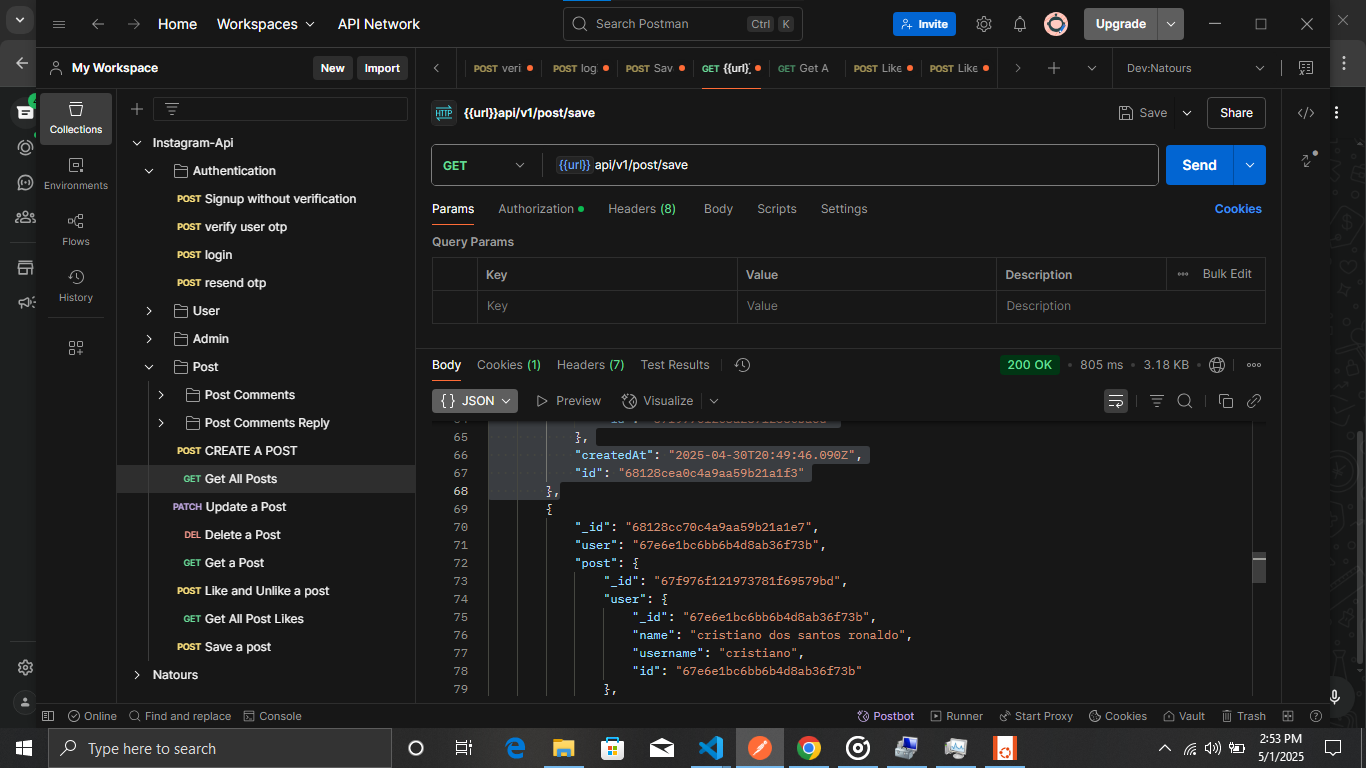 Home
Workspaces
API Network
Search Postman
Ctrl
K
Invite
Upgrade
My Workspace
New
Import
POST veri
POST log
POST Sav
GET {{url}
GET Get A
POST Like
POST Like
Dev:Natours
Collections
Environments
Flows
History
Instagram-Api
Authentication
POST Signup without verification
POST verify user otp
POST login
POST resend otp
User
Admin
Post
Post Comments
Post Comments Reply
POST CREATE A POST
GET Get All Posts
PATCH Update a Post
DEL Delete a Post
GET Get a Post
POST Like and Unlike a post
GET Get All Post Likes
POST Save a post
Natours
HTTP
{{url}}api/v1/post/save
Save
Share
GET
{{url}} api/v1/post/save
Send
Params
Authorization
Headers (8)
Body
Scripts
Settings
Cookies
Query Params
Key
Value
Description
Bulk Edit
Key
Value
Description
Body
Cookies (1)
Headers (7)
Test Results
200 OK
805 ms
3.18 KB
{} JSON
Preview
Visualize
65 },
66 "createdAt": "2025-04-30T20:49:46.090Z",
67 "id": "68128cea0c4a9aa59b21a1f3"
68 },
69 {
70 "_id": "68128cc70c4a9aa59b21a1e7",
71 "user": "67e6e1bc6bb6b4d8ab36f73b",
72 "post": {
73 "_id": "67f976f121973781f69579bd",
74 "user": {
75 "_id": "67e6e1bc6bb6b4d8ab36f73b",
76 "name": "cristiano dos santos ronaldo",
77 "username": "cristiano",
78 "id": "67e6e1bc6bb6b4d8ab36f73b"
79 },
Online
Find and replace
Console
Postbot
Runner
Start Proxy
Cookies
Vault
Trash
Type here to search
2:53 PM
5/1/2025